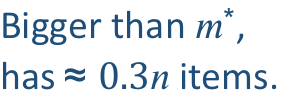 Bigger than m*,
has ≈ 0.3n items.